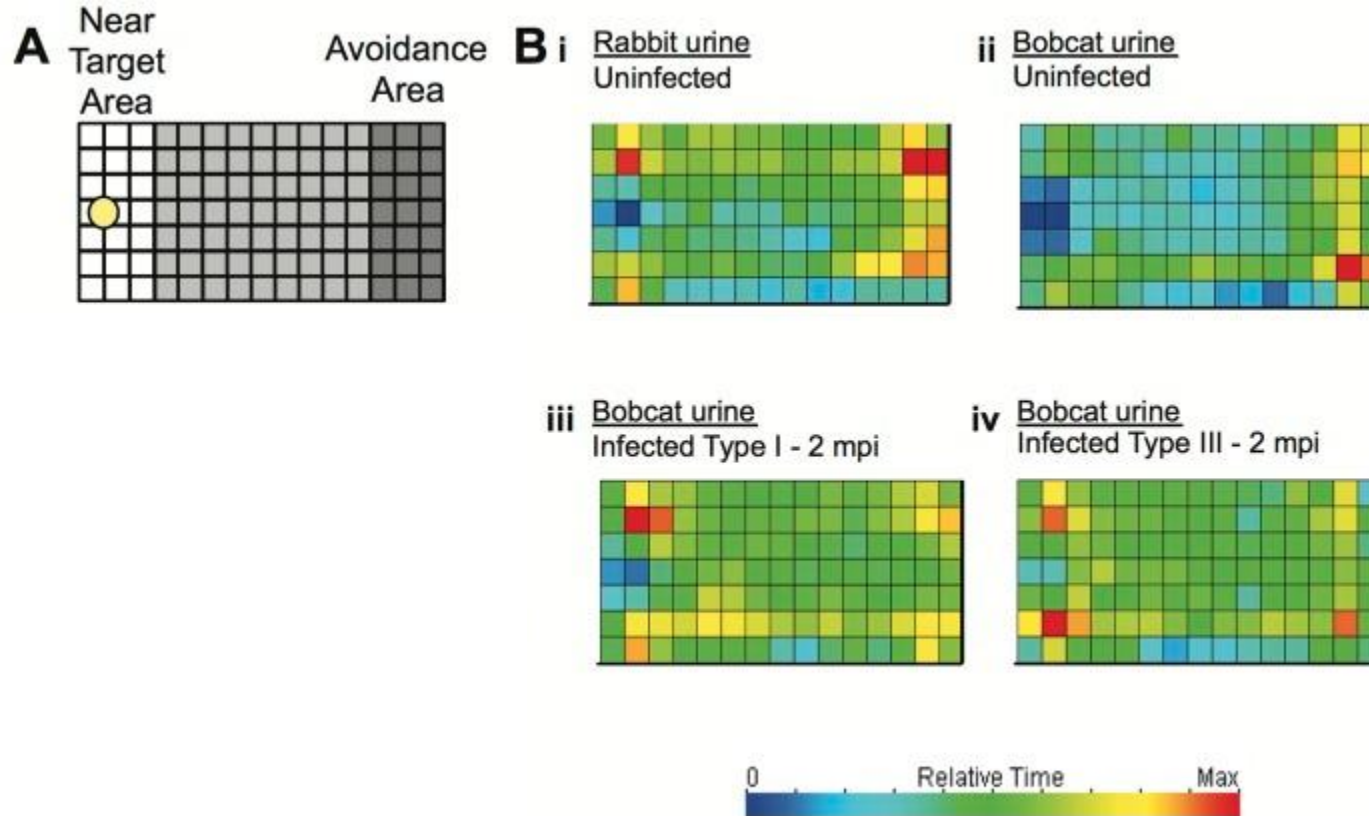 A
Near
Target
Area
Avoidance
Area
B i Rabbit urine
Uninfected
ii Bobcat urine
Uninfected
iii Bobcat urine
Infected Type I - 2 mpi
iv Bobcat urine
Infected Type III - 2 mpi
0 Relative Time Max